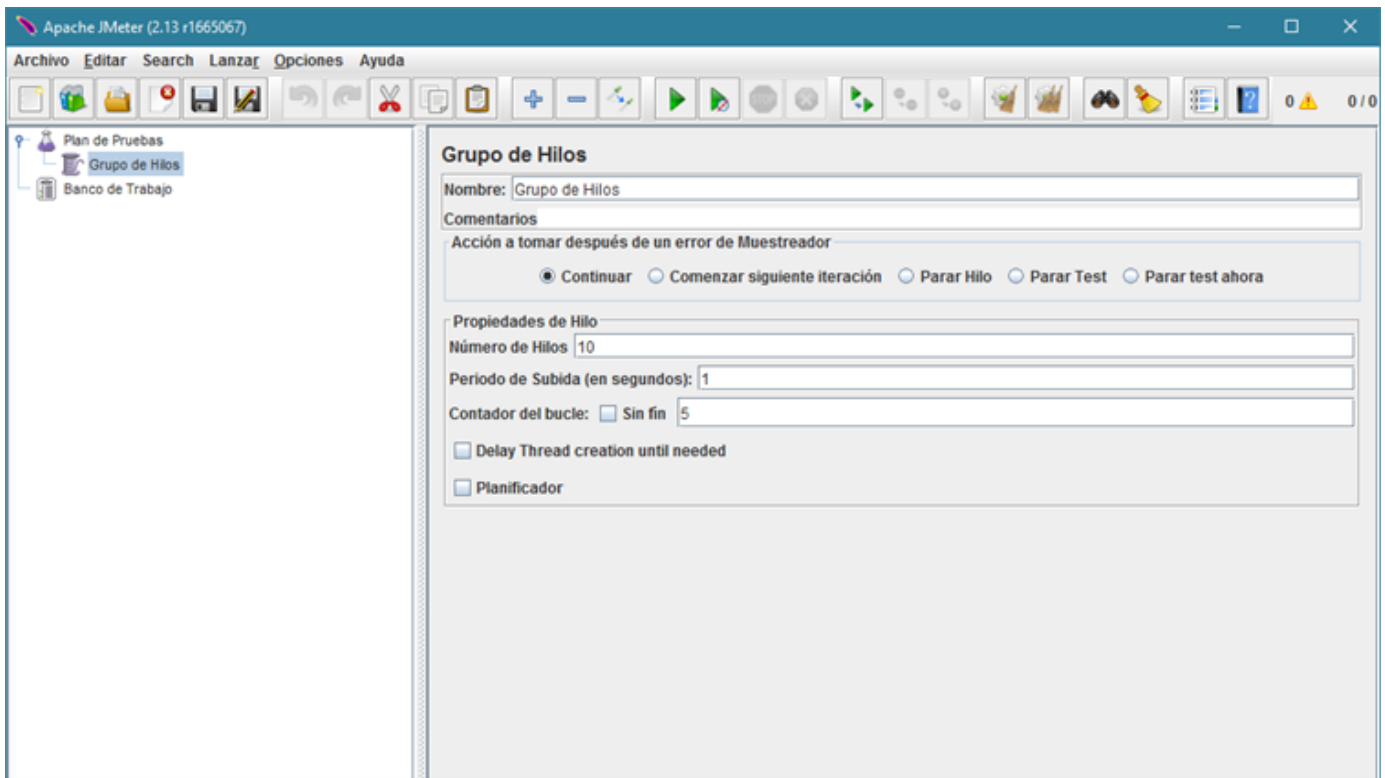 Apache JMeter (2.13 r1665067)
Archivo Editar Search Lanzar Opciones Ayuda
STOP
?
0 0 / 0
Plan de Pruebas
Grupo de Hilos
Banco de Trabajo
Grupo de Hilos
Nombre: Grupo de Hilos
Comentarios
Acción a tomar después de un error de Muestreador
Continuar Comenzar siguiente iteración Parar Hilo Parar Test Parar test ahora
Propiedades de Hilo
Número de Hilos 10
Periodo de Subida (en segundos): 1
Contador del bucle: Sin fin 5
Delay Thread creation until needed
Planificador